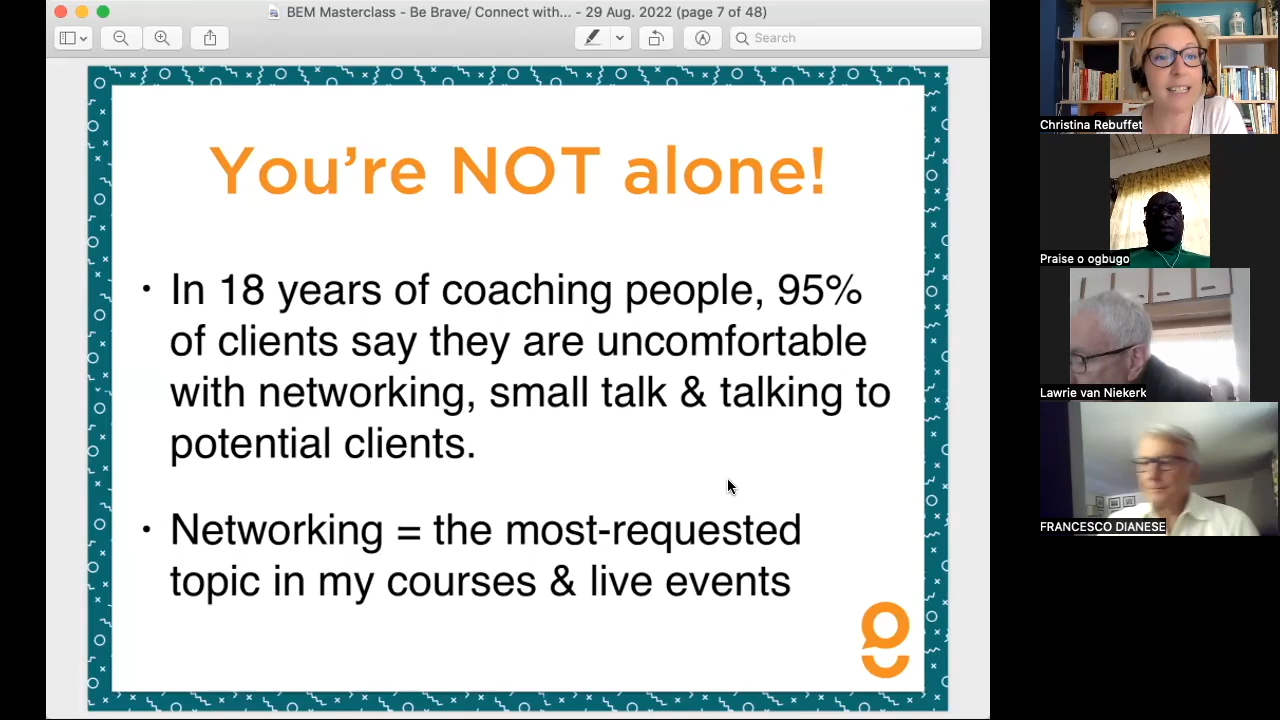 BEM Masterclass - Be Brave/ Connect with... - 29 Aug. 2022 (page 7 of 48)
Search
You're NOT alone!
• In 18 years of coaching people, 95%
of clients say they are uncomfortable
with networking, small talk & talking to
potential clients.
• Networking = the most-requested
topic in my courses & live events
Christina Rebuffet
Praise o ogbugo
Lawrie van Niekerk
FRANCESCO DIANESE